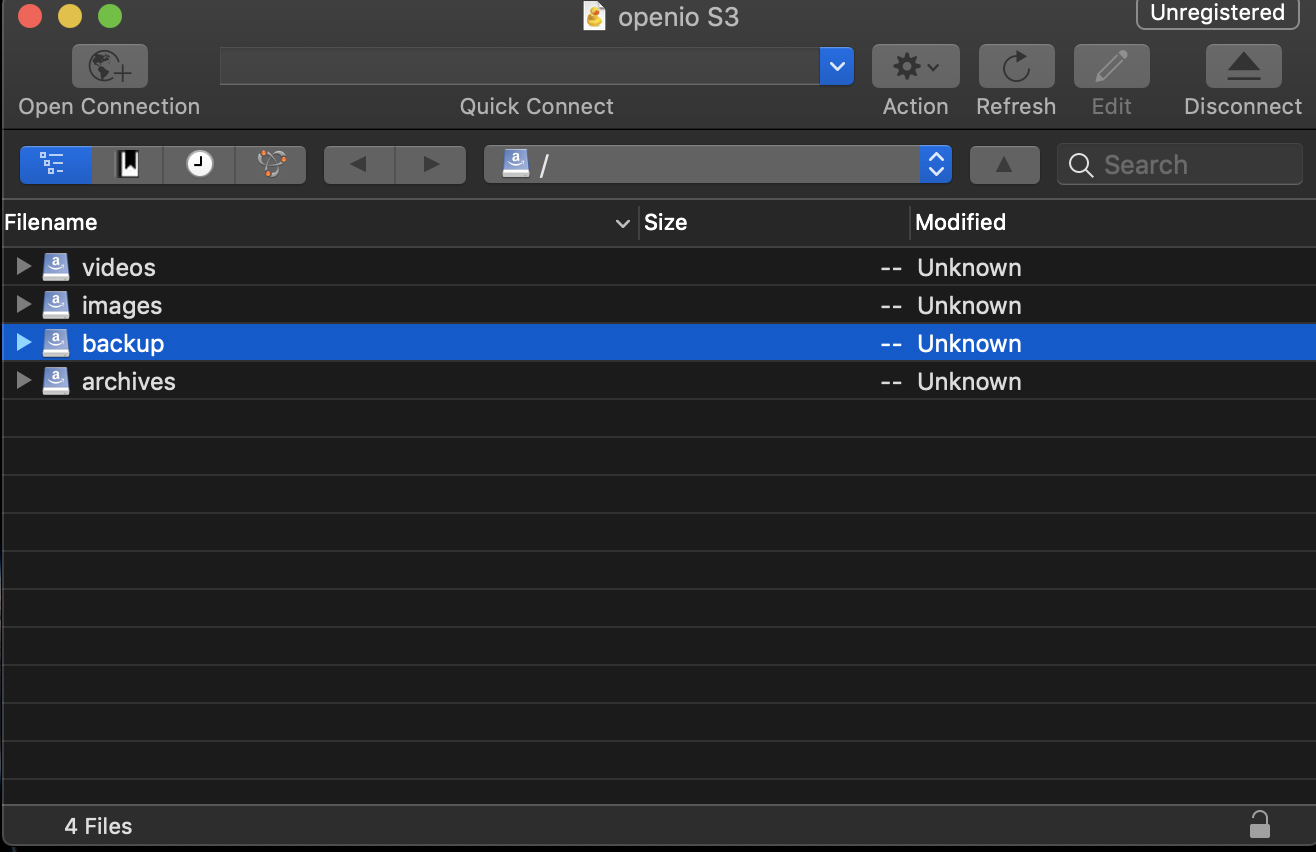 openio S3
Unregistered
Open Connection
Quick Connect
Action
Refresh
Edit
Disconnect
/
Search
Filename Size Modified
videos -- Unknown
images -- Unknown
backup -- Unknown
archives -- Unknown
4 Files